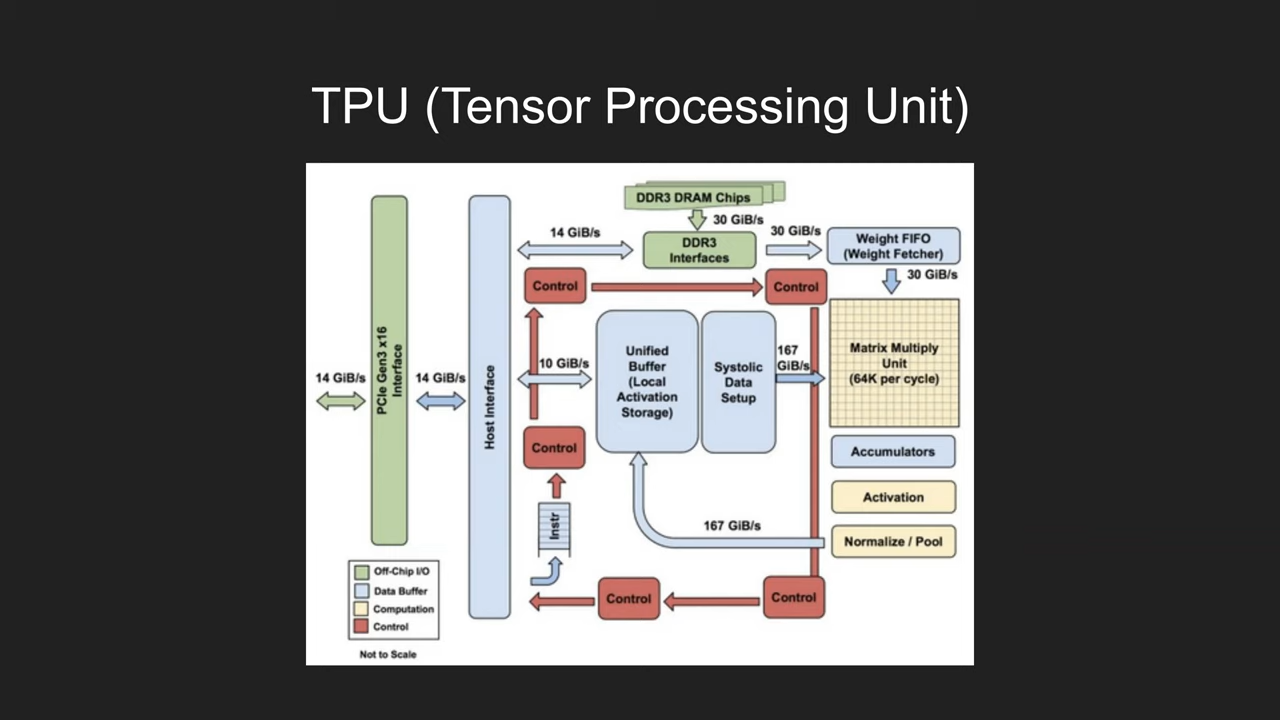 TPU (Tensor Processing Unit)
DDR3 DRAM Chips
30 GiB/s
14 GiB/s
DDR3
Interfaces
30 GiB/s
Weight FIFO
(Weight Fetcher)
30 GiB/s
Control
Control
PCIe Gen3 x16
Interface
Host Interface
14 GiB/s
14 GiB/s
10 GiB/s
Unified
Buffer
(Local
Activation
Storage)
Systolic
Data
Setup
167
GiB/s
Matrix Multiply
Unit
(64K per cycle)
Control
Accumulators
Activation
Instr
167 GiB/s
Normalize / Pool
Control
Control
Off-Chip I/O
Data Buffer
Computation
Control
Not to Scale